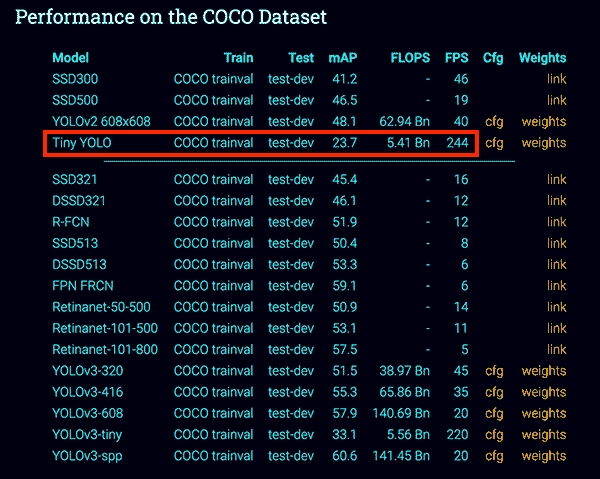 Performance on the COCO Dataset
Model Train Test mAP FLOPS FPS Cfg Weights
SSD300 COCO trainval test-dev 41.2 - 46 link
SSD500 COCO trainval test-dev 46.5 - 19 link
YOLOv2 608x608 COCO trainval test-dev 48.1 62.94 Bn 40 cfg weights
Tiny YOLO COCO trainval test-dev 23.7 5.41 Bn 244 cfg weights
SSD321 COCO trainval test-dev 45.4 - 16 link
DSSD321 COCO trainval test-dev 46.1 - 12 link
R-FCN COCO trainval test-dev 51.9 - 12 link
SSD513 COCO trainval test-dev 50.4 - 8 link
DSSD513 COCO trainval test-dev 53.3 - 6 link
FPN FRCN COCO trainval test-dev 59.1 - 6 link
Retinanet-50-500 COCO trainval test-dev 50.9 - 14 link
Retinanet-101-500 COCO trainval test-dev 53.1 - 11 link
Retinanet-101-800 COCO trainval test-dev 57.5 - 5 link
YOLOv3-320 COCO trainval test-dev 51.5 38.97 Bn 45 cfg weights
YOLOv3-416 COCO trainval test-dev 55.3 65.86 Bn 35 cfg weights
YOLOv3-608 COCO trainval test-dev 57.9 140.69 Bn 20 cfg weights
YOLOv3-tiny COCO trainval test-dev 33.1 5.56 Bn 220 cfg weights
YOLOv3-spp COCO trainval test-dev 60.6 141.45 Bn 20 cfg weights